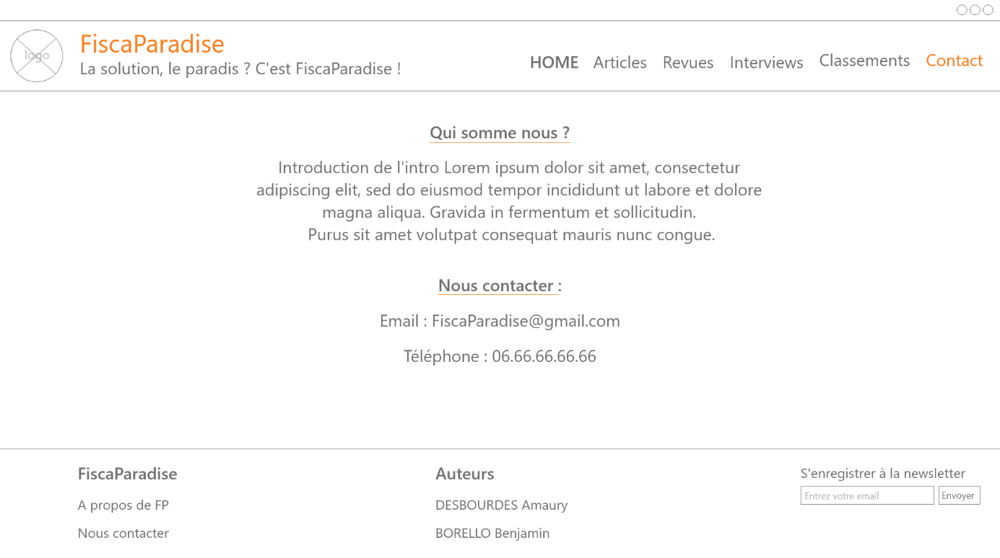 logo
FiscaParadise
La solution, le paradis ? C'est FiscaParadise !
HOME Articles Revues Interviews Classements Contact
Qui somme nous ?
Introduction de l'intro Lorem ipsum dolor sit amet, consectetur
adipiscing elit, sed do eiusmod tempor incididunt ut labore et dolore
magna aliqua. Gravida in fermentum et sollicitudin.
Purus sit amet volutpat consequat mauris nunc congue.
Nous contacter :
Email : FiscaParadise@gmail.com
Téléphone : 06.66.66.66.66
FiscaParadise
A propos de FP
Nous contacter
Auteurs
DESBOURDES Amaury
BORELLO Benjamin
S'enregistrer à la newsletter
Entrez votre email Envoyer